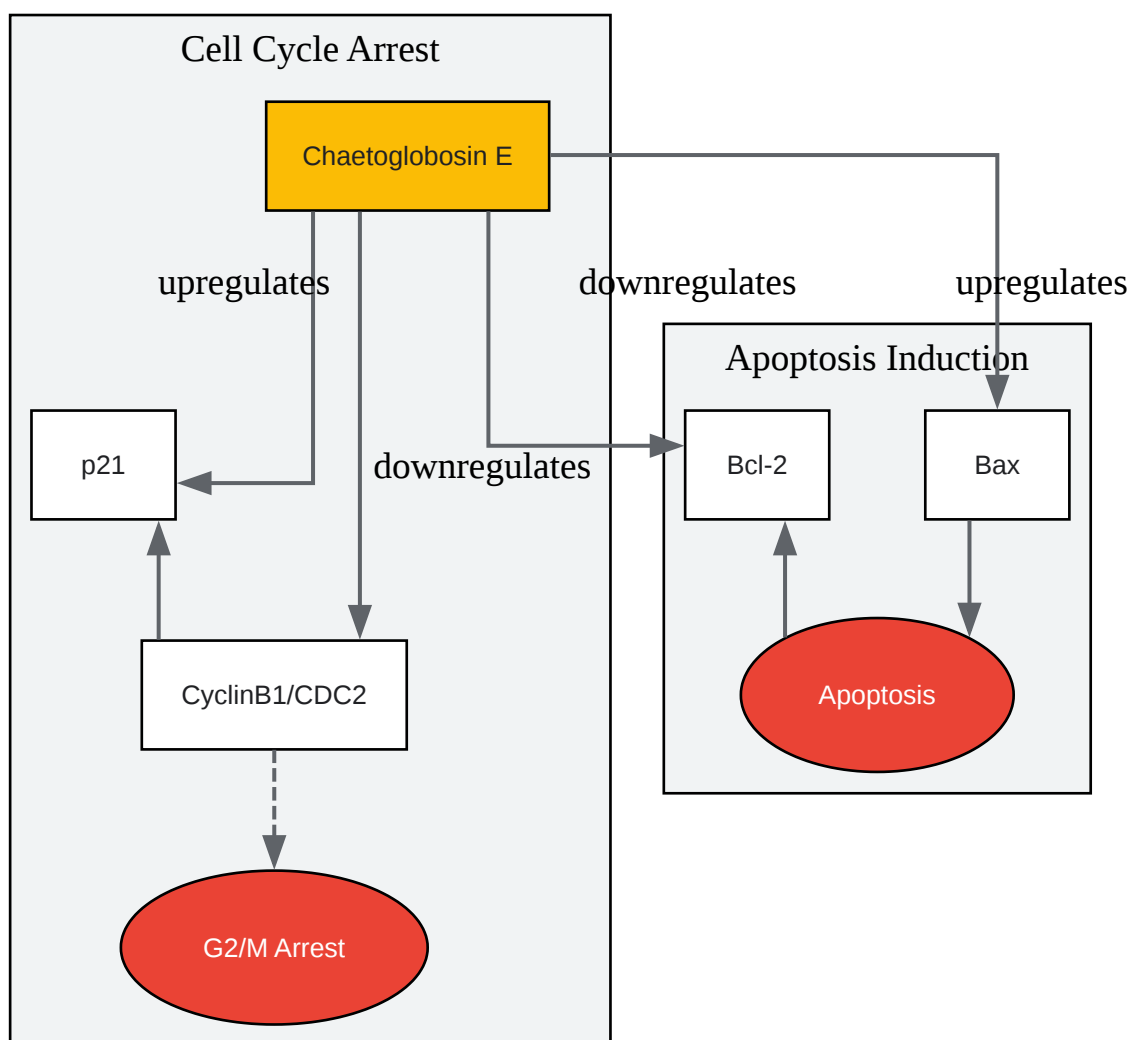 Cell Cycle Arrest
Chaetoglobosin E
upregulates
downregulates
upregulates
Apoptosis Induction
p21
downregulates
Bcl-2
Bax
CyclinB1/CDC2
Apoptosis
G2/M Arrest